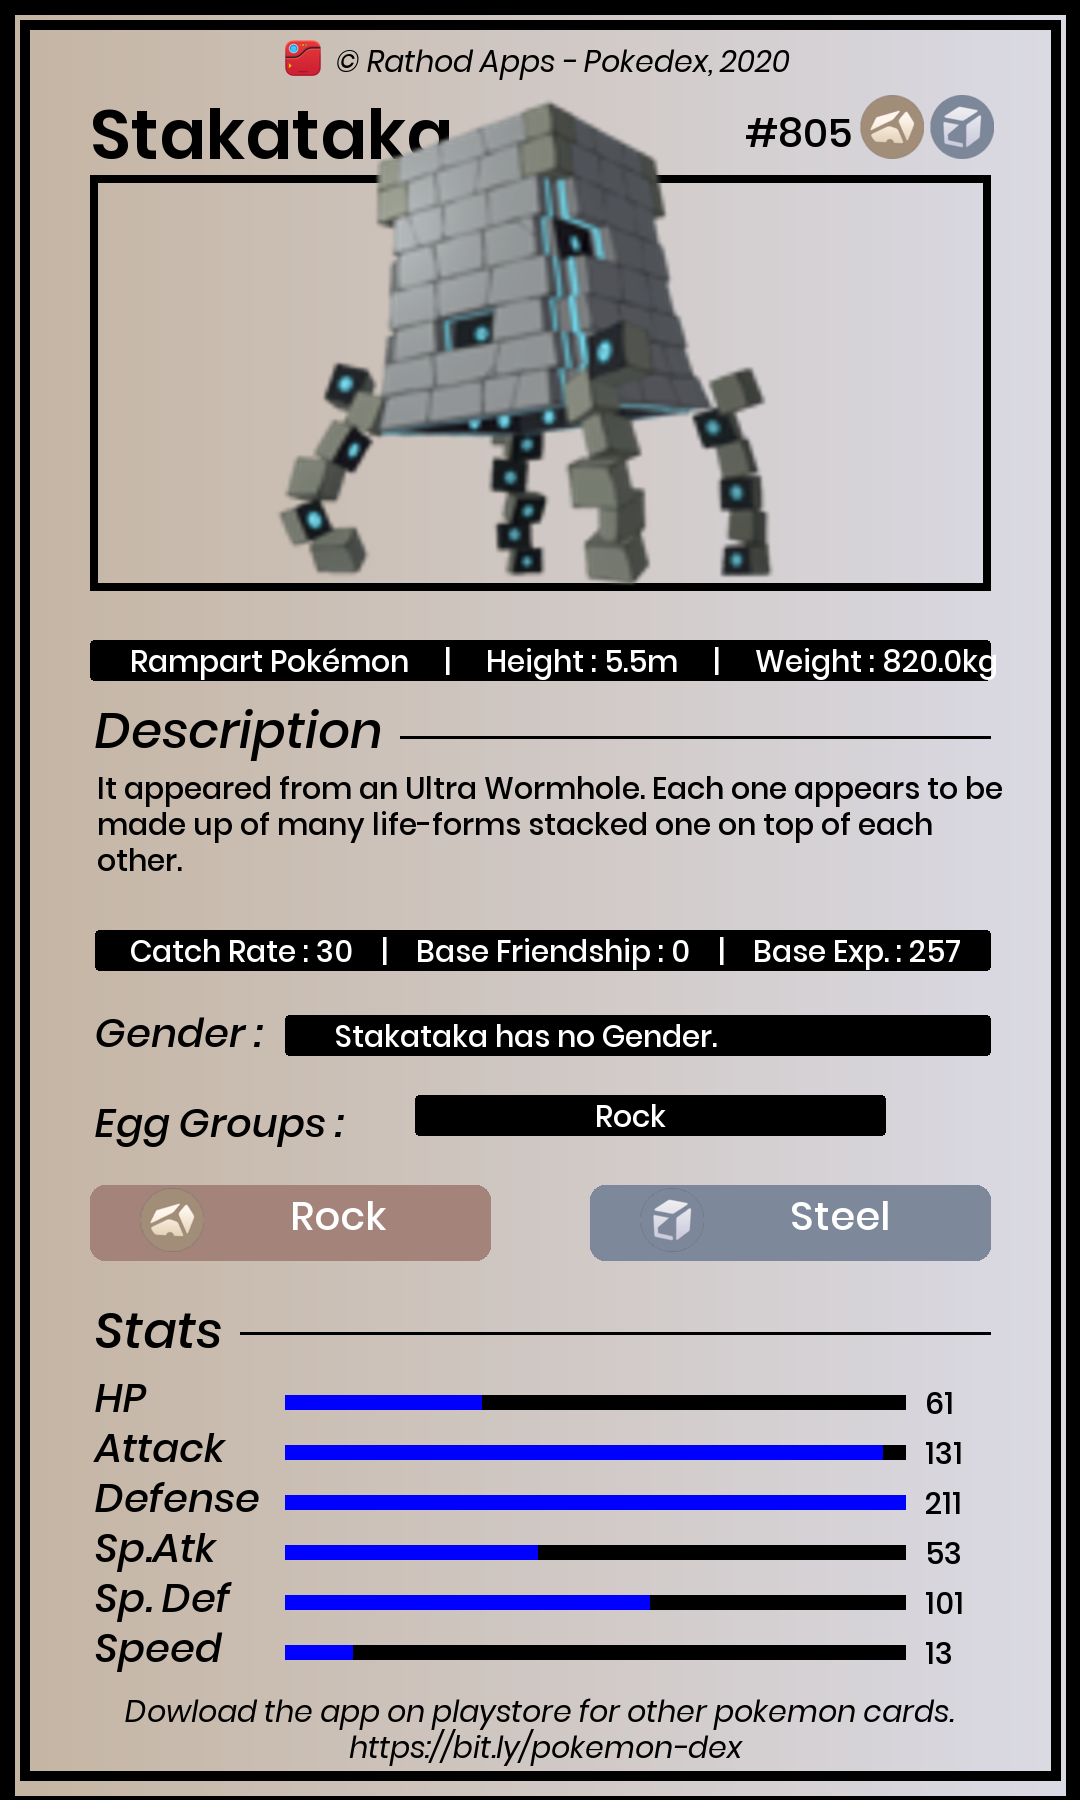 © Rathod Apps - Pokedex, 2020
Stakataka #805
Rampart Pokémon | Height : 5.5m | Weight : 820.0kg
Description
It appeared from an Ultra Wormhole. Each one appears to be
made up of many life-forms stacked one on top of each
other.
Catch Rate : 30 | Base Friendship : 0 | Base Exp. : 257
Gender : Stakataka has no Gender.
Egg Groups : Rock
Rock Steel
Stats
HP 61
Attack 131
Defense 211
Sp.Atk 53
Sp. Def 101
Speed 13
Dowload the app on playstore for other pokemon cards.
https://bit.ly/pokemon-dex